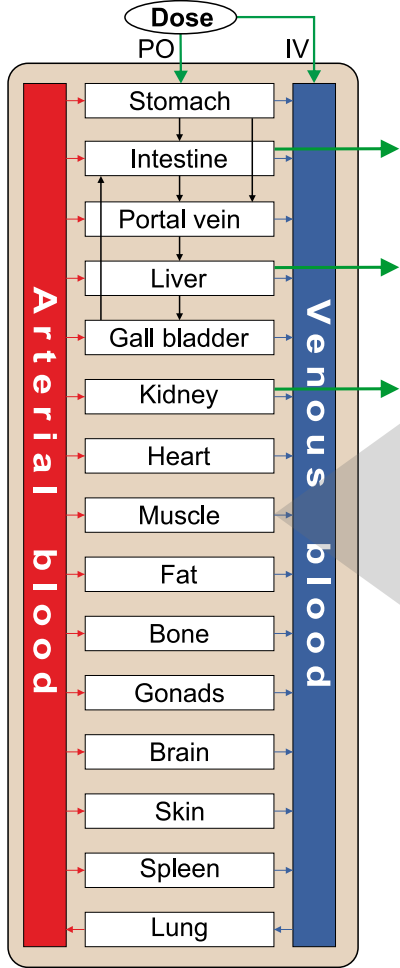 Dose
PO
IV
Stomach
Intestine
Portal vein
Liver
Gall bladder
Kidney
Heart
Muscle
Fat
Bone
Gonads
Brain
Skin
Spleen
Lung
Arterial blood
Venous blood